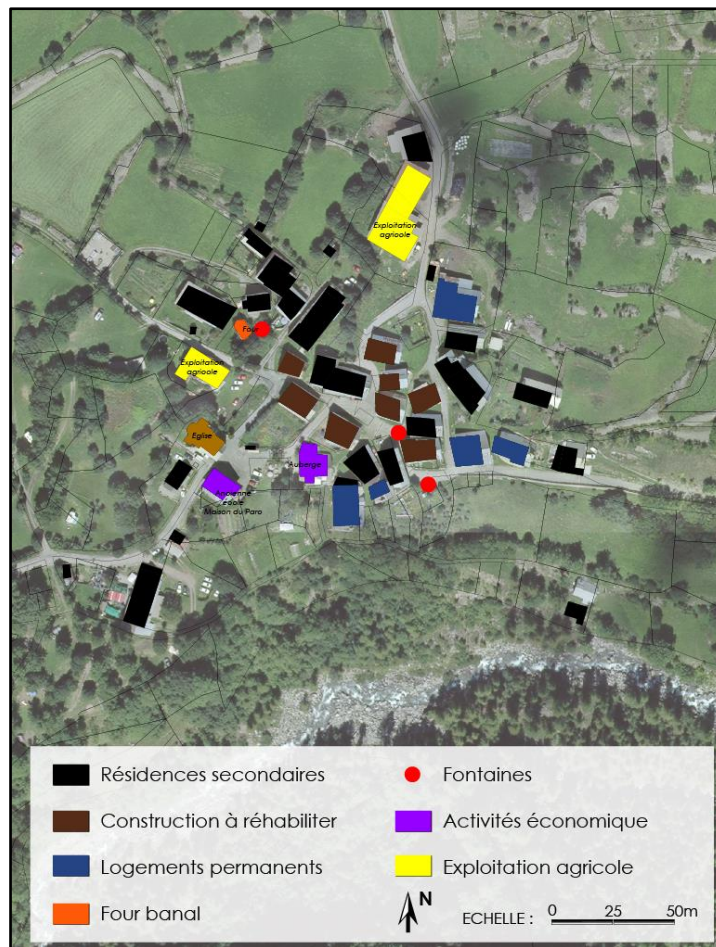 Exploitation
agricole
Four
Exploitation
agricole
Eglise
Auberge
Ancienne
école
Maison du Parc
Résidences secondaires
Fontaines
Construction à réhabiliter
Activités économique
Logements permanents
Exploitation agricole
Four banal
N
ECHELLE :
0 25 50m